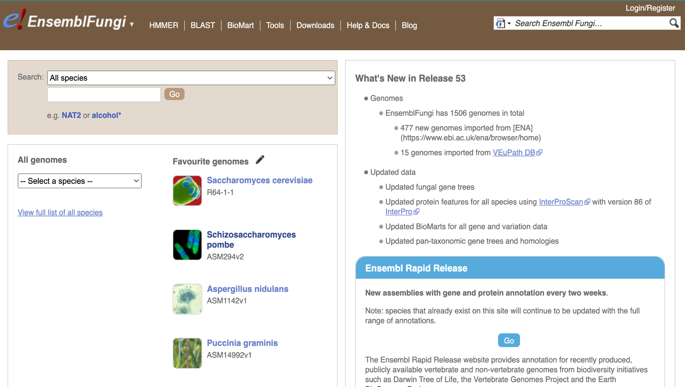 Login/Register
e!EnsemblFungi
HMMER BLAST BioMart Tools Downloads Help & Docs Blog
Search Ensembl Fungi…
Search: All species
Go
e.g. NAT2 or alcohol*
All genomes
-- Select a species --
View full list of all species
Favourite genomes
Saccharomyces cerevisiae
R64-1-1
Schizosaccharomyces
pombe
ASM294v2
Aspergillus nidulans
ASM1142v1
Puccinia graminis
ASM14992v1
What's New in Release 53
Genomes
EnsemblFungi has 1506 genomes in total
477 new genomes imported from [ENA]
(https://www.ebi.ac.uk/ena/browser/home)
15 genomes imported from VEuPath DB
Updated data
Updated fungal gene trees
Updated protein features for all species using InterProScan with version 86 of
InterPro
Updated BioMarts for all gene and variation data
Updated pan-taxonomic gene trees and homologies
Ensembl Rapid Release
New assemblies with gene and protein annotation every two weeks.
Note: species that already exist on this site will continue to be updated with the full
range of annotations.
Go
The Ensembl Rapid Release website provides annotation for recently produced,
publicly available vertebrate and non-vertebrate genomes from biodiversity initiatives
such as Darwin Tree of Life, the Vertebrate Genomes Project and the Earth